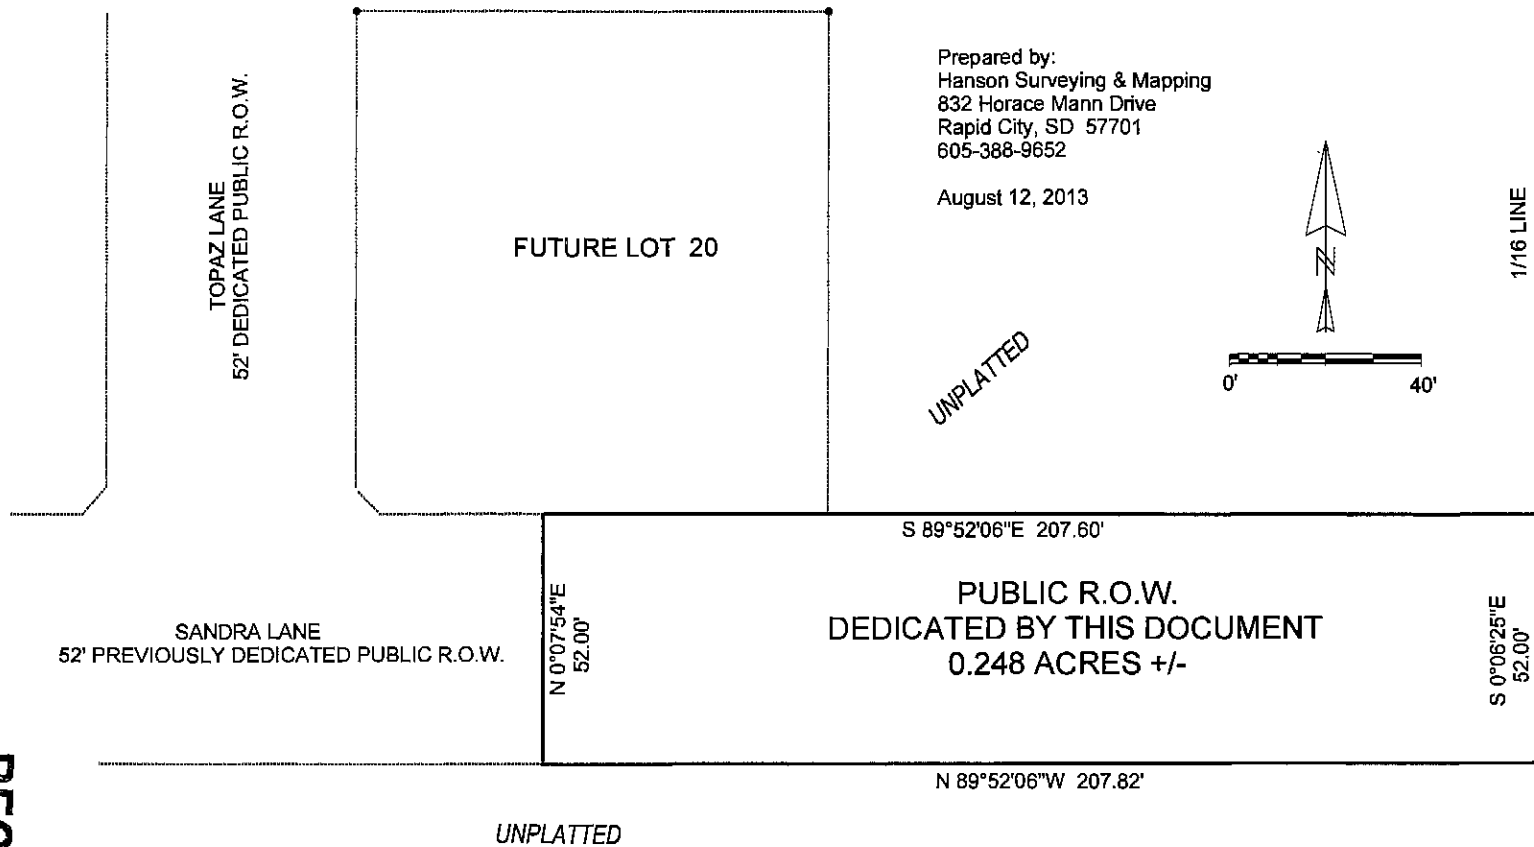 Prepared by:
Hanson Surveying & Mapping
832 Horace Mann Drive
Rapid City, SD 57701
605-388-9652
August 12, 2013
TOPAZ LANE
52' DEDICATED PUBLIC R.O.W.
FUTURE LOT 20
UNPLATTED
N
0' 40'
1/16 LINE
S 89°52'06"E 207.60'
SANDRA LANE
52' PREVIOUSLY DEDICATED PUBLIC R.O.W.
N 0°07'54"E
52.00'
PUBLIC R.O.W.
DEDICATED BY THIS DOCUMENT
0.248 ACRES +/-
S 0°06'25"E
52.00'
N 89°52'06"W 207.82'
UNPLATTED